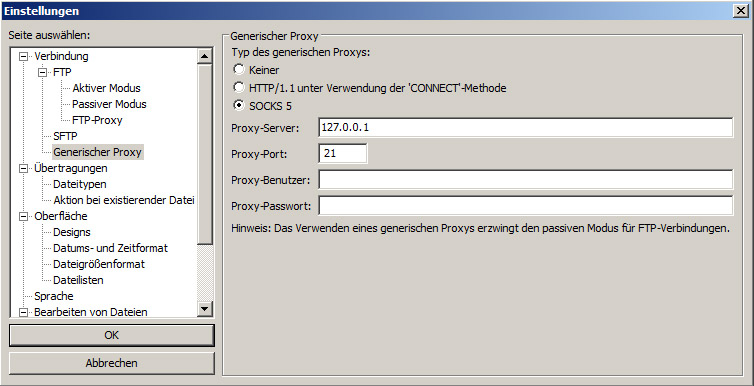 Einstellungen
Seite auswählen:
Verbindung
FTP
Aktiver Modus
Passiver Modus
FTP-Proxy
SFTP
Generischer Proxy
Übertragungen
Dateitypen
Aktion bei existierender Datei
Oberfläche
Designs
Datums- und Zeitformat
Dateigrößenformat
Dateilisten
Sprache
Bearbeiten von Dateien
OK
Abbrechen
Generischer Proxy
Typ des generischen Proxys:
Keiner
HTTP/1.1 unter Verwendung der 'CONNECT'-Methode
SOCKS 5
Proxy-Server: 127.0.0.1
Proxy-Port: 21
Proxy-Benutzer:
Proxy-Passwort:
Hinweis: Das Verwenden eines generischen Proxys erzwingt den passiven Modus für FTP-Verbindungen.